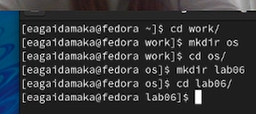 [eagaidamaka@fedora ~]$ cd work/
[eagaidamaka@fedora work]$ mkdir os
[eagaidamaka@fedora work]$ cd os/
[eagaidamaka@fedora os]$ mkdir lab06
[eagaidamaka@fedora os]$ cd lab06/
[eagaidamaka@fedora lab06]$